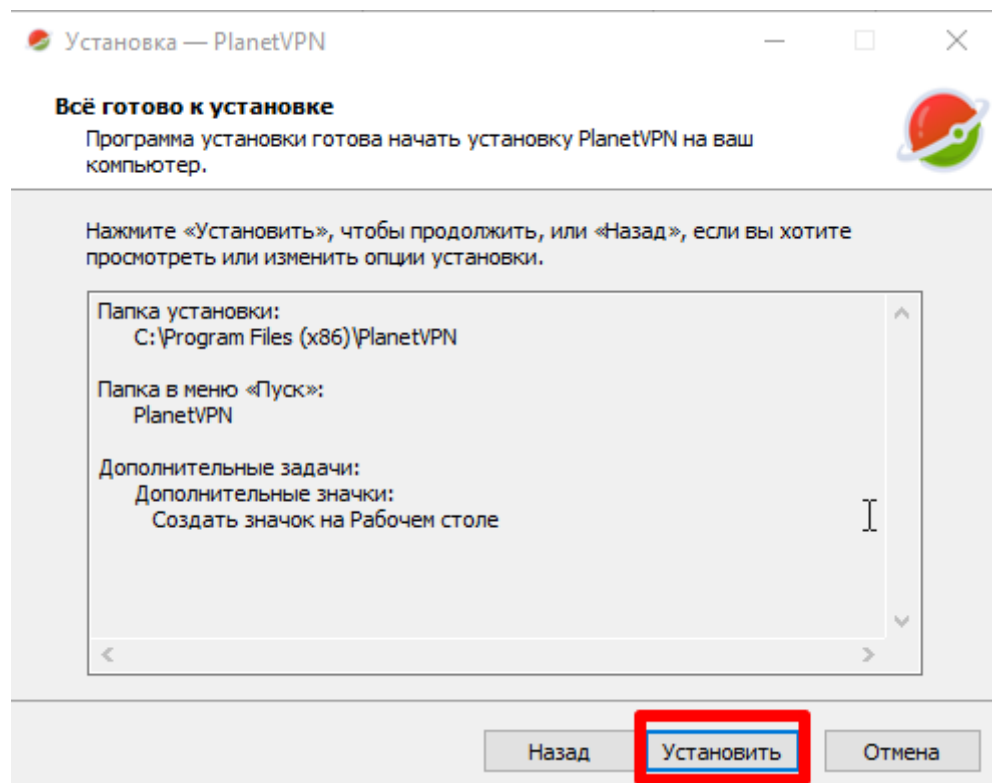 Установка — PlanetVPN
Всё готово к установке
Программа установки готова начать установку PlanetVPN на ваш
компьютер.
Нажмите «Установить», чтобы продолжить, или «Назад», если вы хотите
просмотреть или изменить опции установки.
Папка установки:
C:\Program Files (x86)\PlanetVPN
Папка в меню «Пуск»:
PlanetVPN
Дополнительные задачи:
Дополнительные значки:
Создать значок на Рабочем столе
Назад
Установить
Отмена